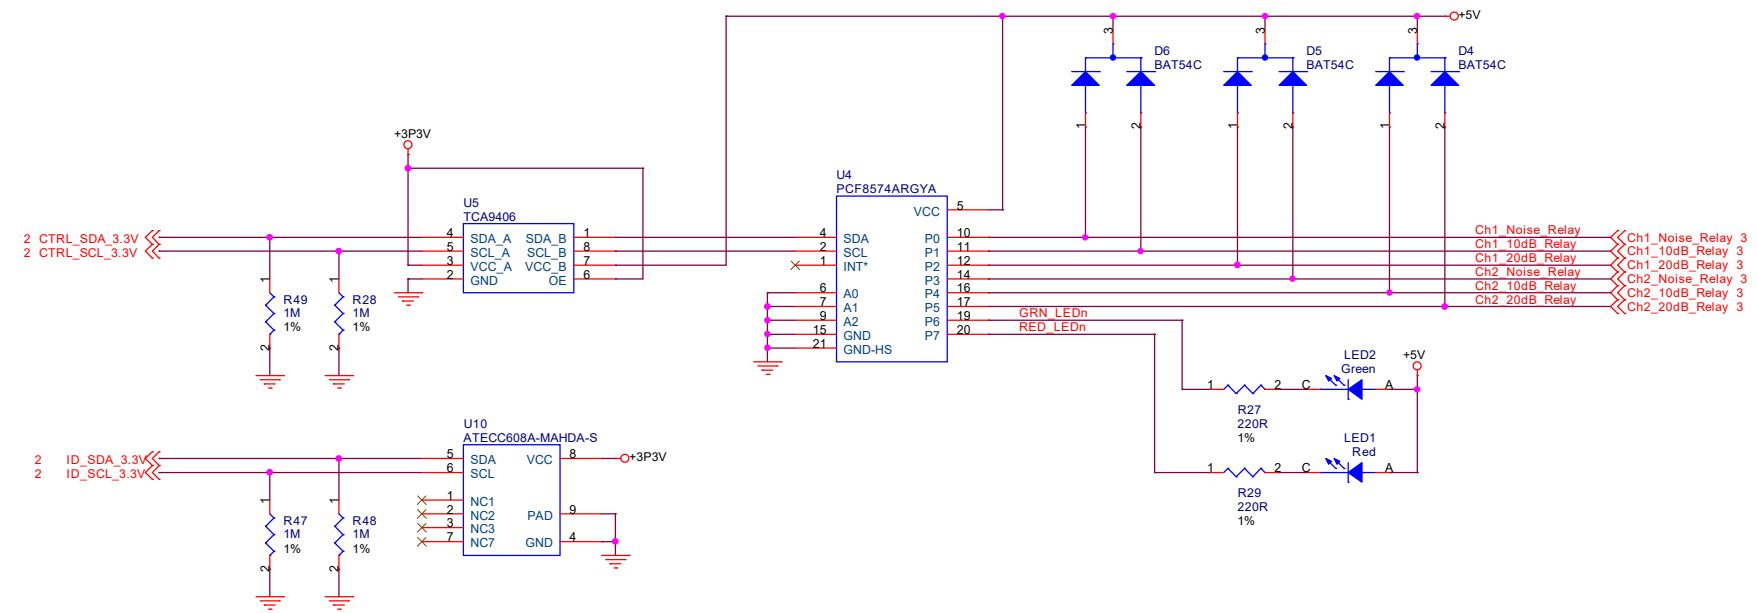 +5V
3
D6
BAT54C
3
D5
BAT54C
3
D4
BAT54C
1
2
1
2
1
2
+3P3V
U5
TCA9406
2 CTRL_SDA_3.3V
2 CTRL_SCL_3.3V
4 SDA_A SDA_B 1
5 SCL_A SCL_B 8
3 VCC_A VCC_B 7
2 GND OE 6
1
R49
1M
1%
2
1
R28
1M
1%
2
U4
PCF8574ARGYA
VCC 5
4 SDA P0 10
2 SCL P1 11
1 INT* P2 12
P3 14
6 A0 P4 16
7 A1 P5 17
9 A2 P6 19
15 GND P7 20
21 GND-HS
Ch1_Noise_Relay Ch1_Noise_Relay 3
Ch1_10dB_Relay Ch1_10dB_Relay 3
Ch1_20dB_Relay Ch1_20dB_Relay 3
Ch2_Noise_Relay Ch2_Noise_Relay 3
Ch2_10dB_Relay Ch2_10dB_Relay 3
Ch2_20dB_Relay Ch2_20dB_Relay 3
GRN_LEDn
RED_LEDn
+5V
LED2
Green
1 2 C A
R27
220R
1%
LED1
Red
1 2 C A
R29
220R
1%
U10
ATECC608A-MAHDA-S
2 ID_SDA_3.3V
2 ID_SCL_3.3V
5 SDA VCC 8 +3P3V
6 SCL
1 NC1
2 NC2 PAD 9
3 NC3
7 NC7 GND 4
1
R47
1M
1%
2
1
R48
1M
1%
2